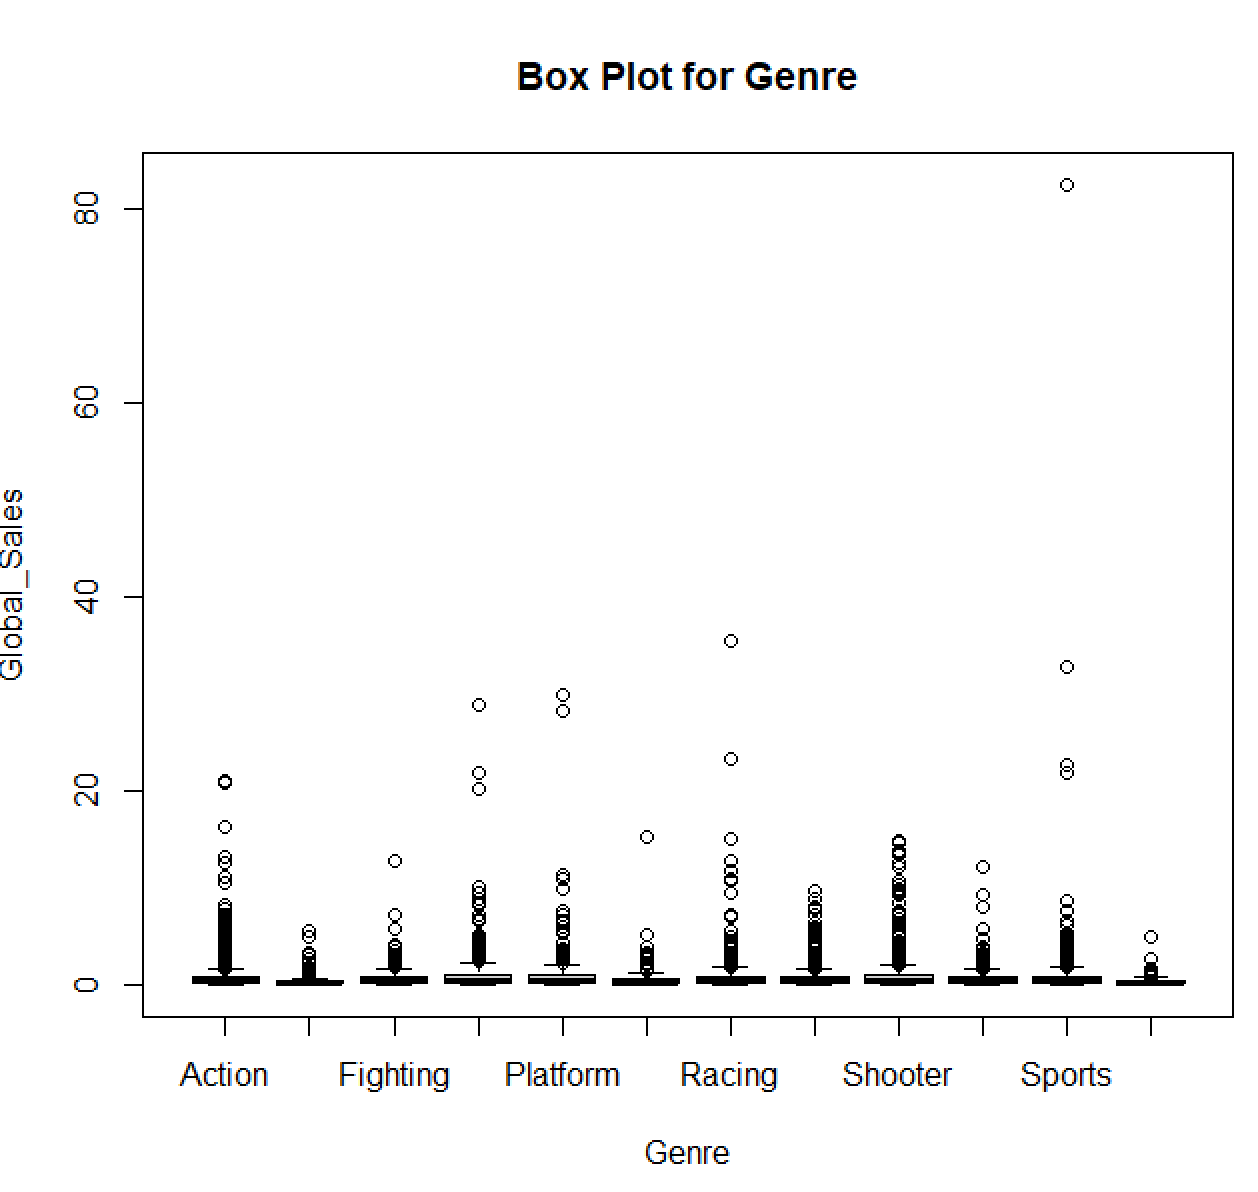 Box Plot for Genre
80
60
40
20
0
Global_Sales
Action Fighting Platform Racing Shooter Sports
Genre